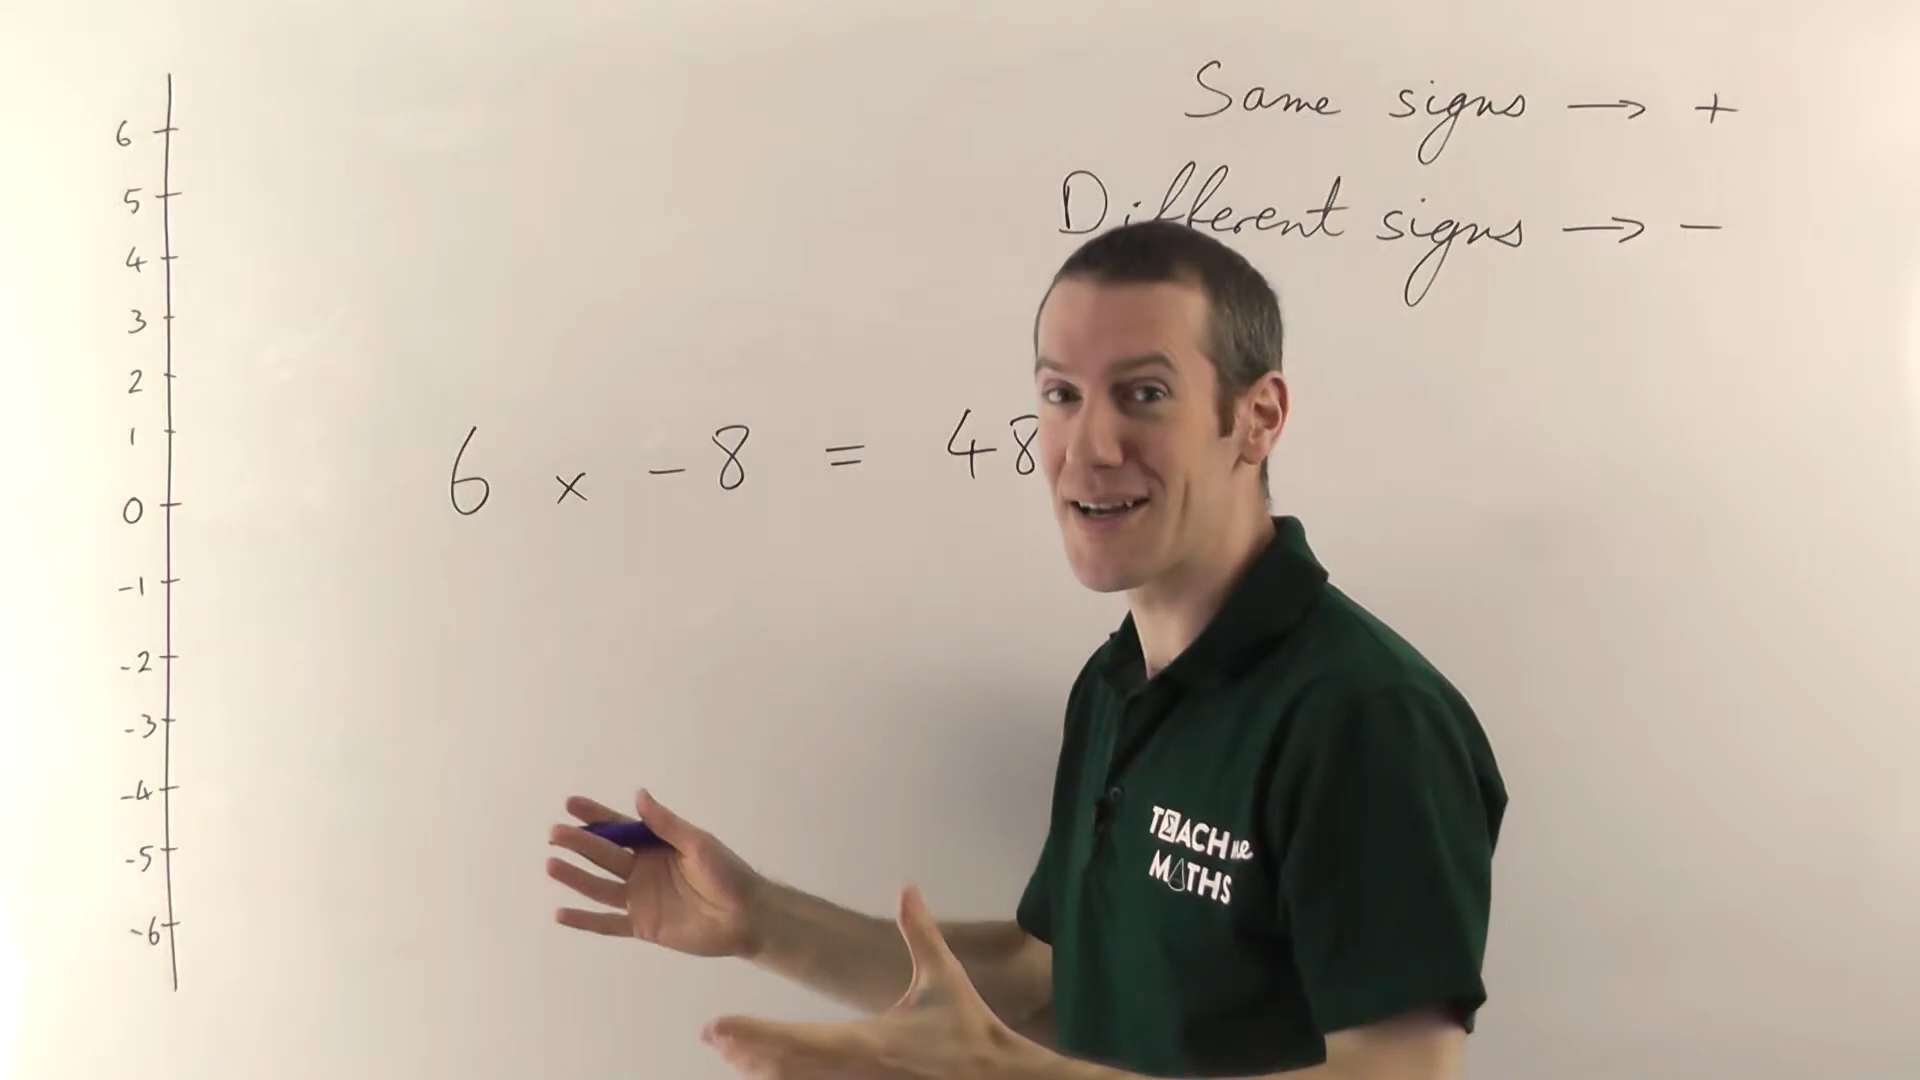 Same signs → +
Different signs → -
6
5
4
3
2
1
0
-1
-2
-3
-4
-5
-6
6 x -8 = 48
TEACH me
MATHS